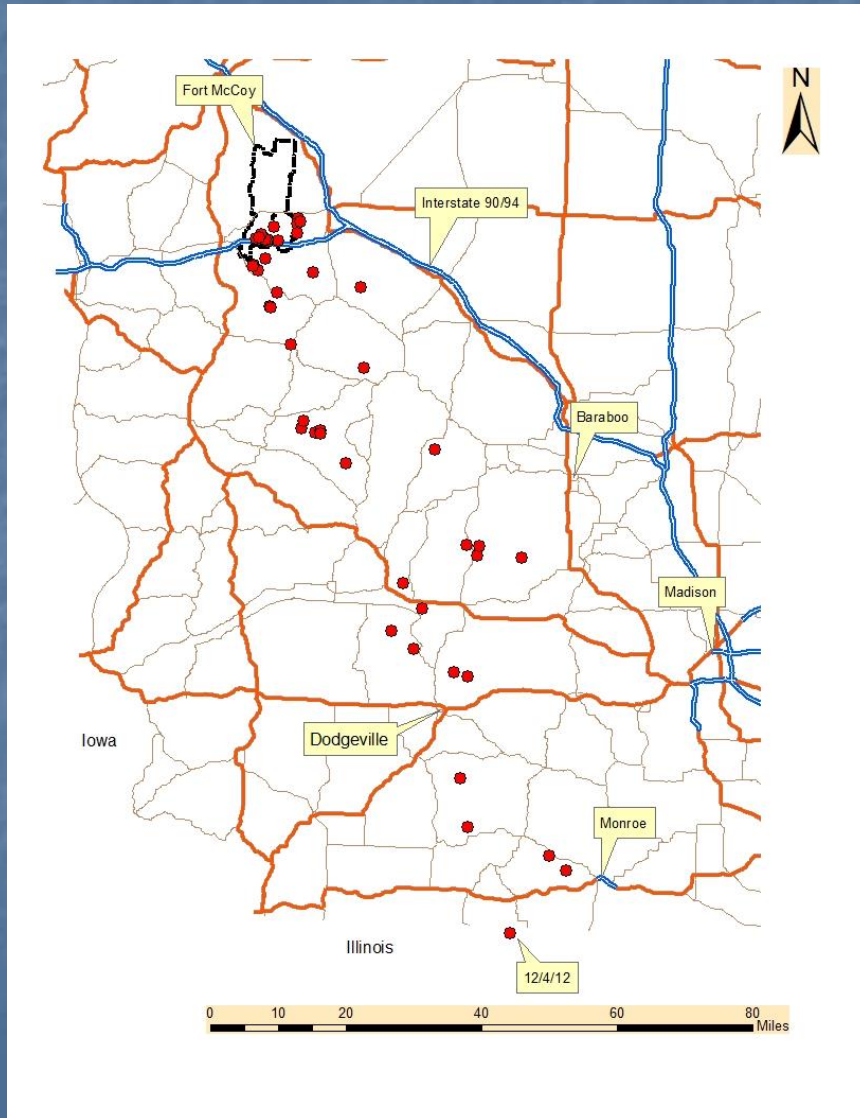 N
Fort McCoy
Interstate 90/94
Baraboo
Madison
Iowa
Dodgeville
Monroe
Illinois
12/4/12
0 10 20 40 60 80
Miles